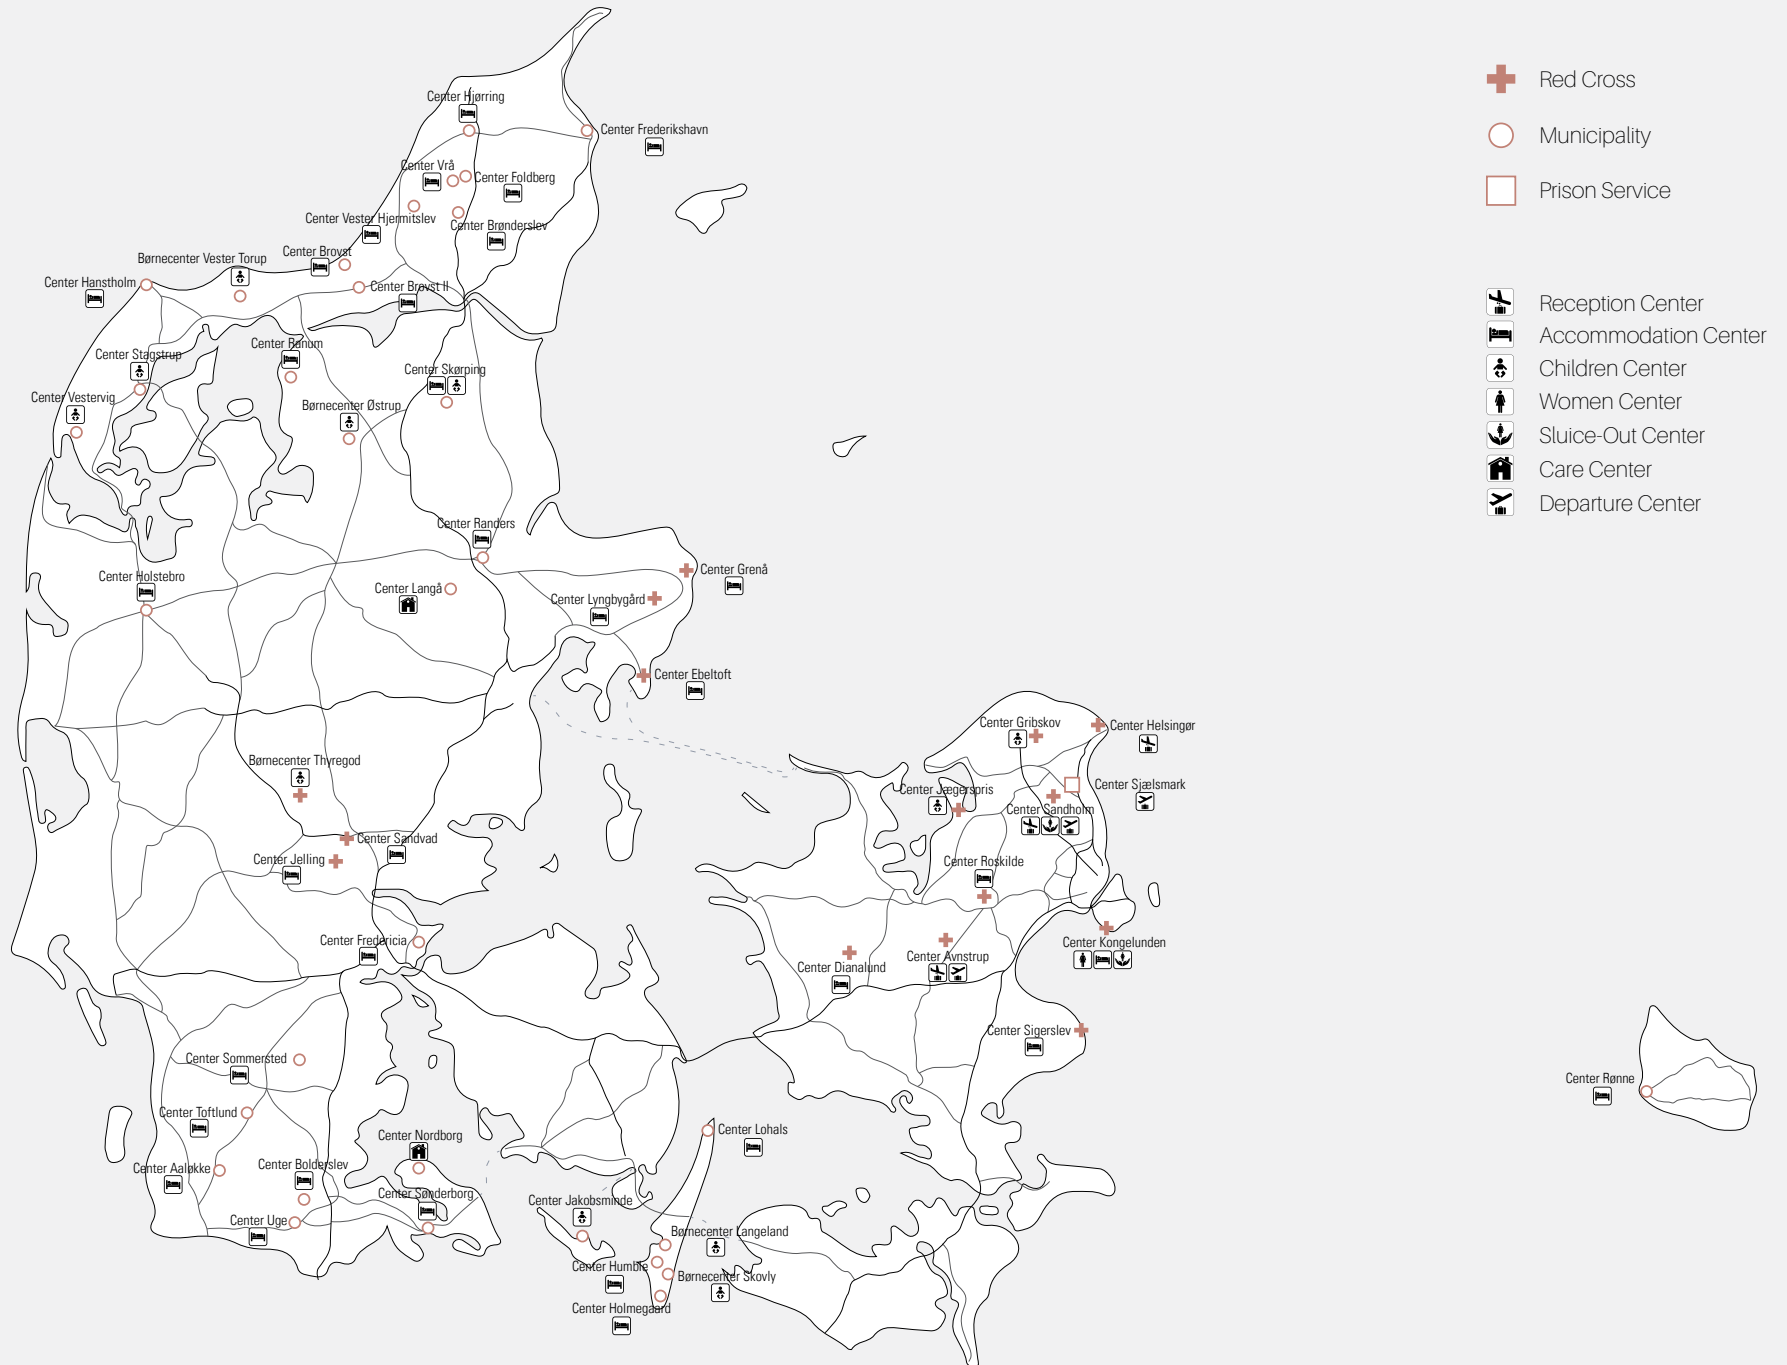 Red Cross
Municipality
Prison Service
Reception Center
Accommodation Center
Children Center
Women Center
Sluice-Out Center
Care Center
Departure Center
Center Hjørring
Center Frederikshavn
Center Vrå
Center Foldberg
Center Vester Hjermitslev
Center Brønderslev
Center Brovst
Børnecenter Vester Torup
Center Hanstholm
Center Brovst II
Center Ranum
Center Stagstrup
Center Skørping
Center Vestervig
Børnecenter Østrup
Center Randers
Center Holstebro
Center Langå
Center Grenå
Center Lyngbygård
Center Ebeltoft
Center Gribskov
Center Helsingør
Børnecenter Thyregod
Center Jægerspris
Center Sjælsmark
Center Sandholm
Center Sandvad
Center Jelling
Center Roskilde
Center Fredericia
Center Kongelunden
Center Avnstrup
Center Dianalund
Center Sigerslev
Center Sommersted
Center Rønne
Center Toftlund
Center Lohals
Center Nordborg
Center Aaløkke
Center Bolderslev
Center Sønderborg
Center Jakobsminde
Center Uge
Børnecenter Langeland
Center Humble
Børnecenter Skovly
Center Holmegaard